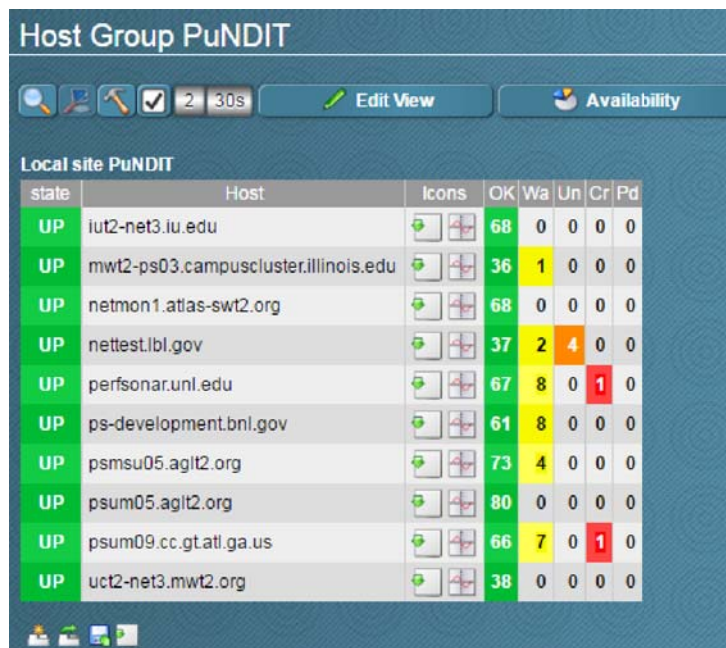 Host Group PuNDIT
2 30s Edit View Availability
Local site PuNDIT
state Host Icons OK Wa Un Cr Pd
UP iut2-net3.iu.edu 68 0 0 0 0
UP mwt2-ps03.campuscluster.illinois.edu 36 1 0 0 0
UP netmon1.atlas-swt2.org 68 0 0 0 0
UP nettest.lbl.gov 37 2 4 0 0
UP perfsonar.unl.edu 67 8 0 1 0
UP ps-development.bnl.gov 61 8 0 0 0
UP psmsu05.aglt2.org 73 4 0 0 0
UP psum05.aglt2.org 80 0 0 0 0
UP psum09.cc.gt.atl.ga.us 66 7 0 1 0
UP uct2-net3.mwt2.org 38 0 0 0 0